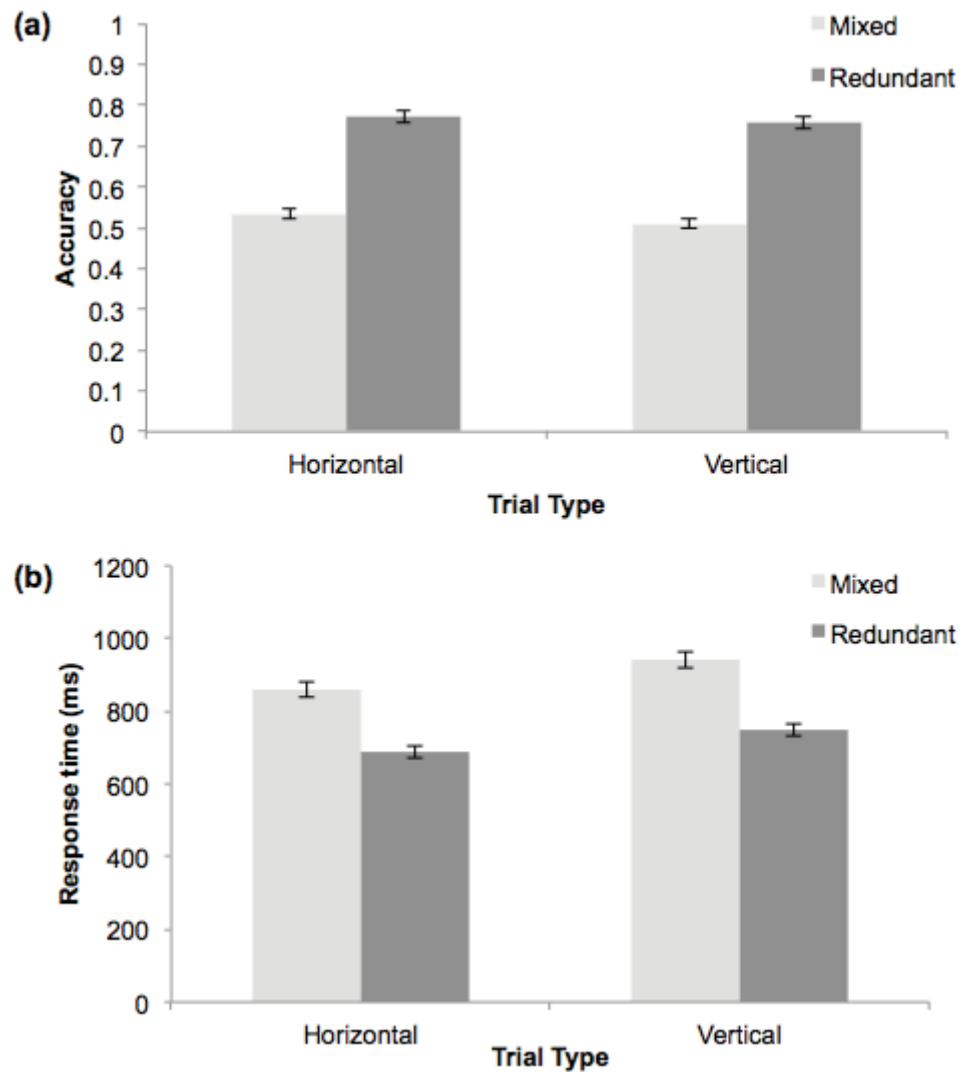 (a)
Mixed
Redundant
1
0.9
0.8
0.7
0.6
0.5
0.4
0.3
0.2
0.1
0
Accuracy
Horizontal Vertical
Trial Type
(b)
Mixed
Redundant
1200
1000
800
600
400
200
0
Response time (ms)
Horizontal Vertical
Trial Type